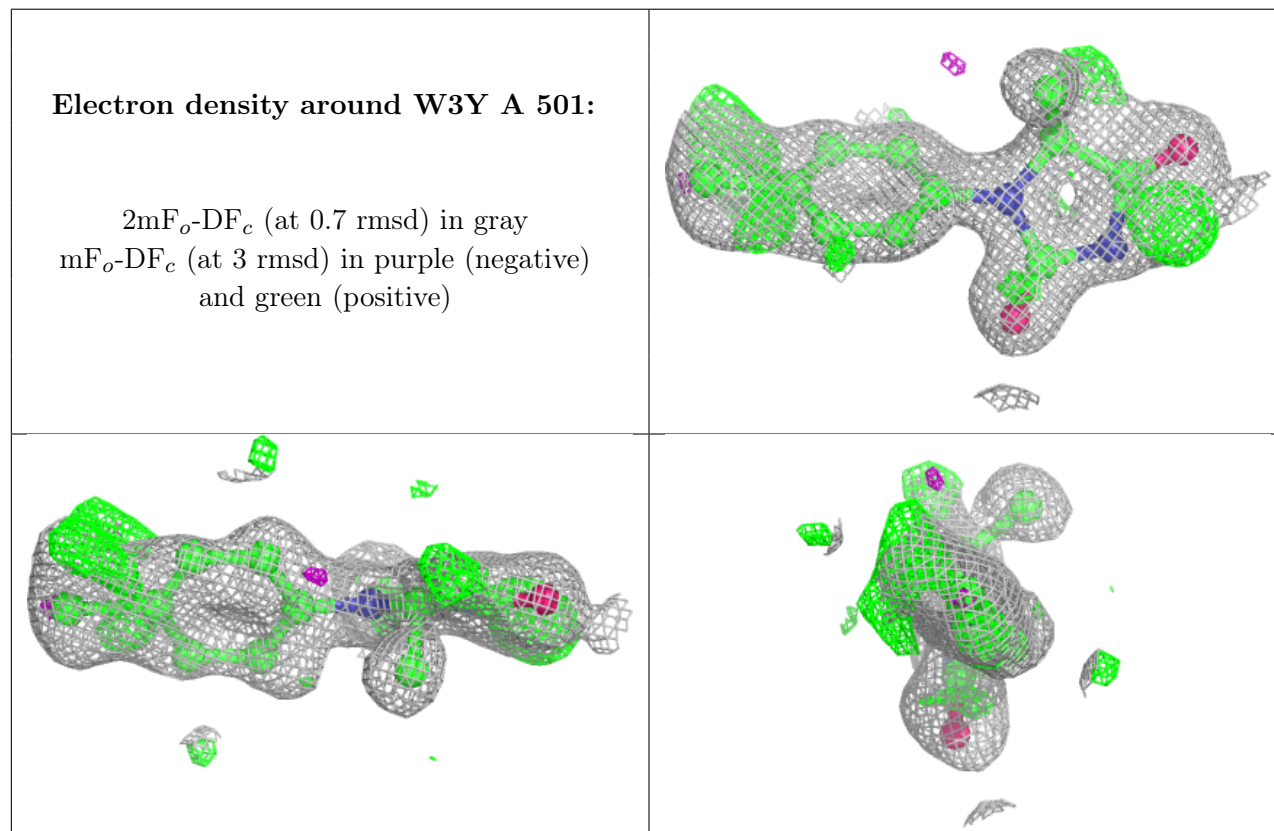 Electron density around W3Y A 501:
2mFₒ-DF𝒸 (at 0.7 rmsd) in gray
mFₒ-DF𝒸 (at 3 rmsd) in purple (negative)
and green (positive)